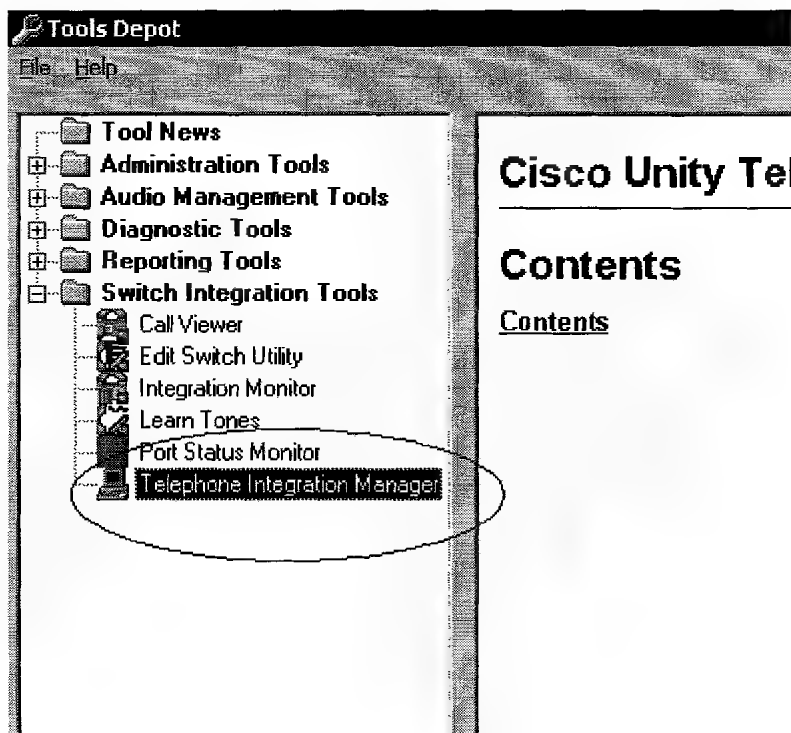 Tools Depot
File Help
Tool News
Administration Tools
Audio Management Tools
Diagnostic Tools
Reporting Tools
Switch Integration Tools
Call Viewer
Edit Switch Utility
Integration Monitor
Learn Tones
Port Status Monitor
Telephone Integration Manager
Cisco Unity Tel
Contents
Contents